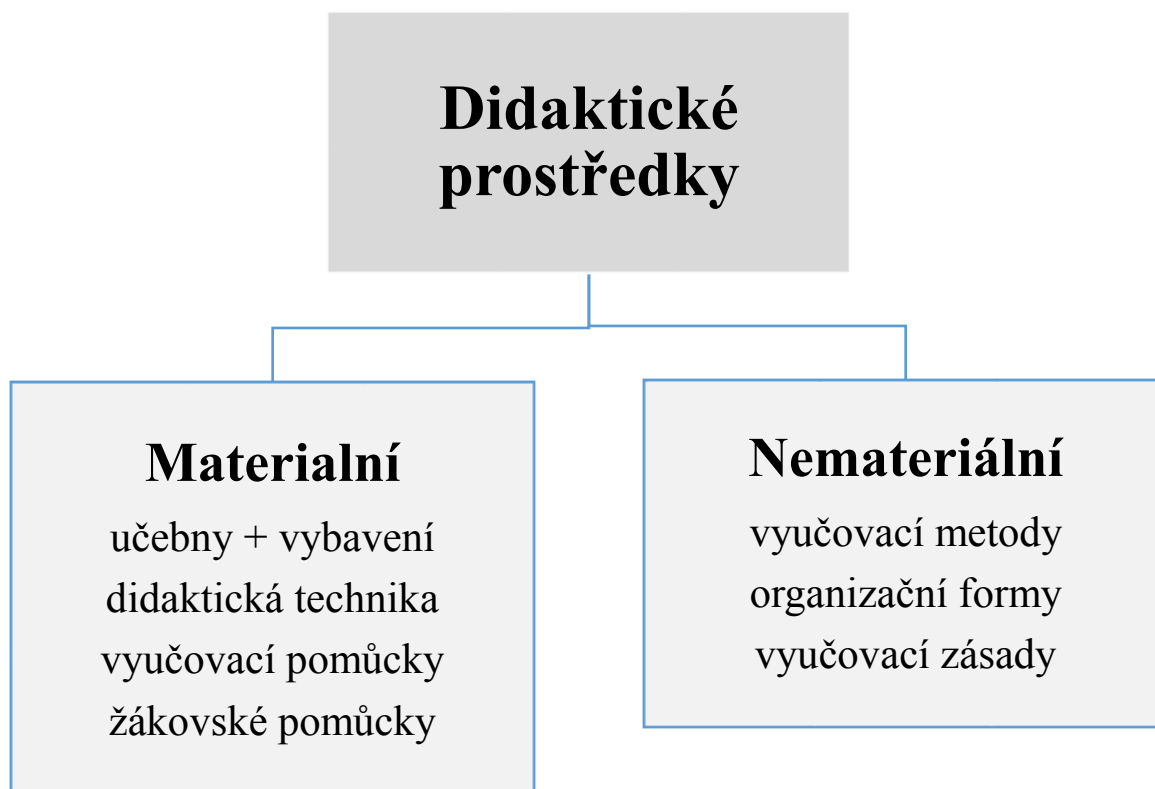 Didaktické
prostředky
Materialní
učebny + vybavení
didaktická technika
vyučovací pomůcky
žákovské pomůcky
Nemateriální
vyučovací metody
organizační formy
vyučovací zásady